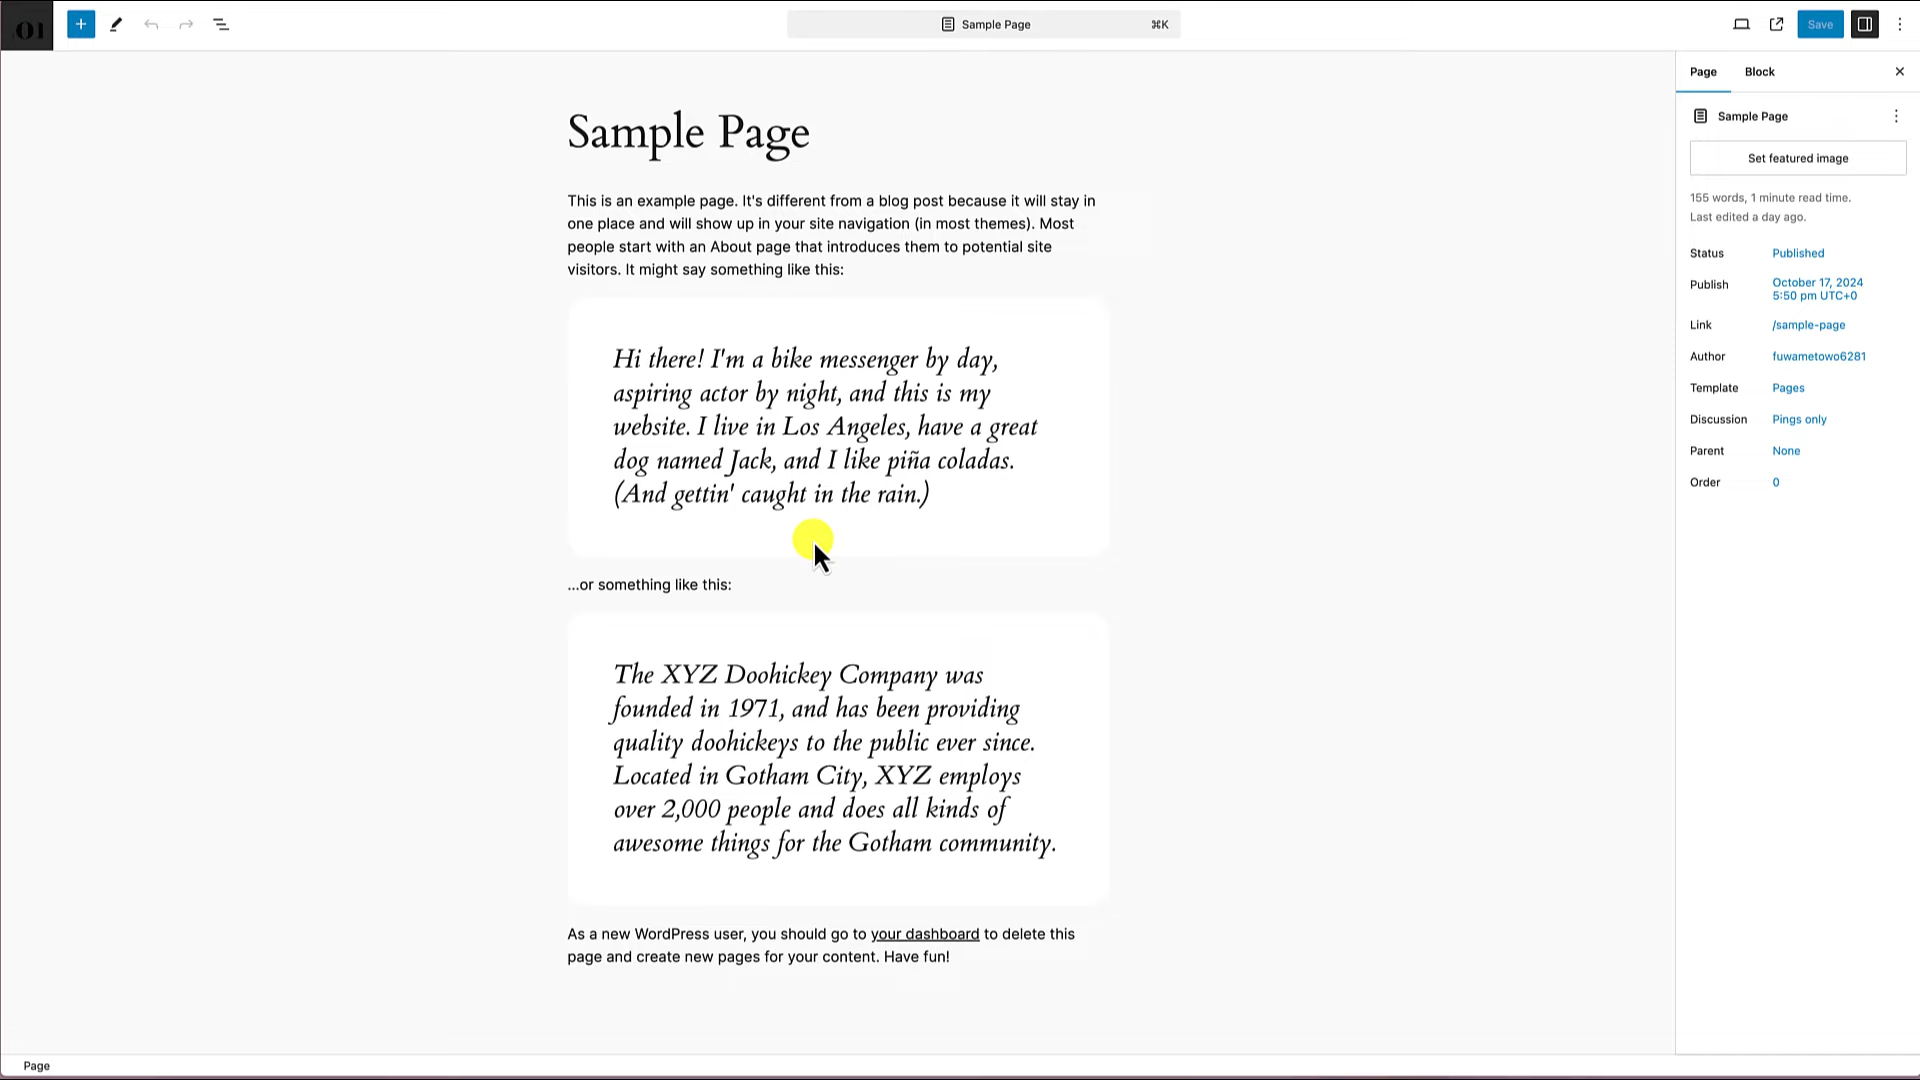 01
Sample Page
⌘K
Save
Page
Block
Sample Page
Set featured image
155 words, 1 minute read time.
Last edited a day ago.
Status
Published
Publish
October 17, 2024
5:50 pm UTC+0
Link
/sample-page
Author
fuwametowo6281
Template
Pages
Discussion
Pings only
Parent
None
Order
0
Sample Page
This is an example page. It's different from a blog post because it will stay in
one place and will show up in your site navigation (in most themes). Most
people start with an About page that introduces them to potential site
visitors. It might say something like this:
Hi there! I'm a bike messenger by day,
aspiring actor by night, and this is my
website. I live in Los Angeles, have a great
dog named Jack, and I like piña coladas.
(And gettin' caught in the rain.)
...or something like this:
The XYZ Doohickey Company was
founded in 1971, and has been providing
quality doohickeys to the public ever since.
Located in Gotham City, XYZ employs
over 2,000 people and does all kinds of
awesome things for the Gotham community.
As a new WordPress user, you should go to your dashboard to delete this
page and create new pages for your content. Have fun!
Page